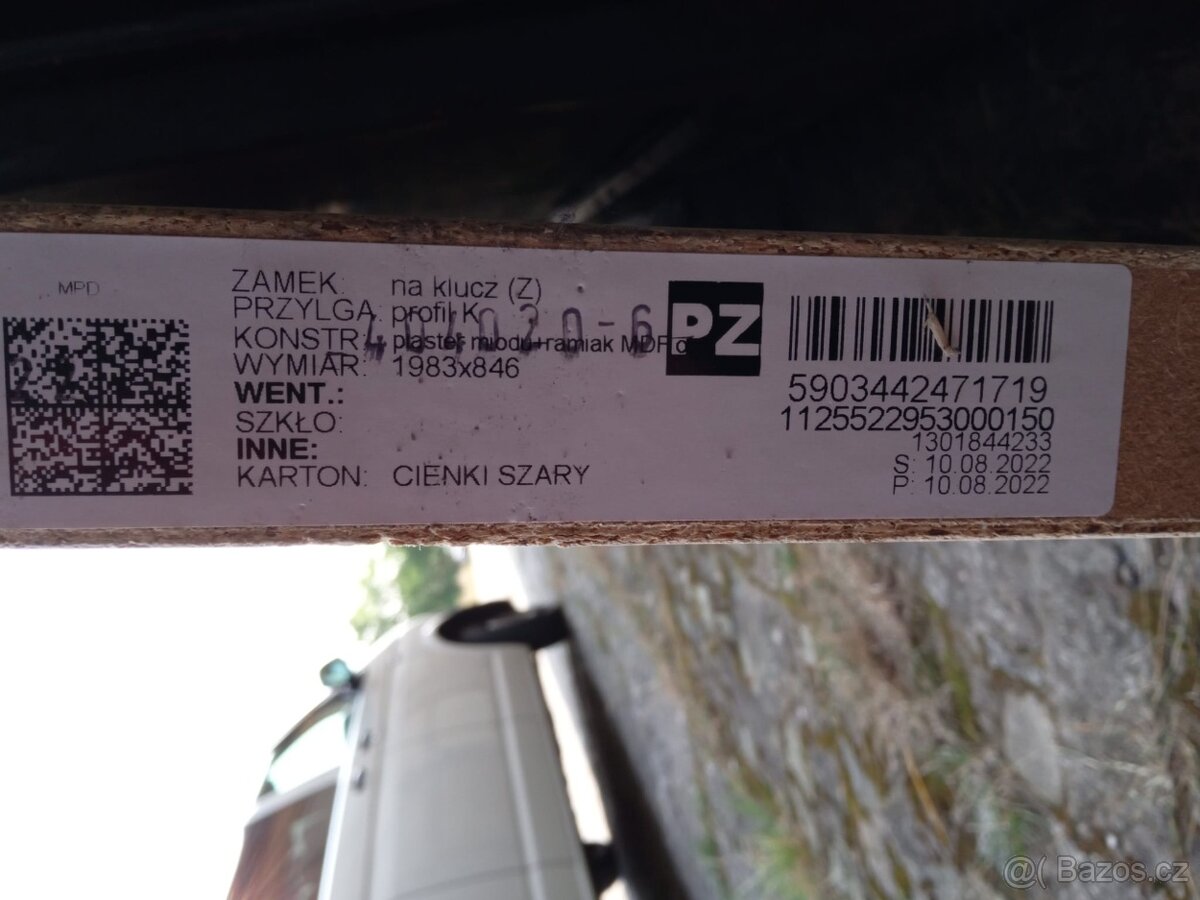 MPD
ZAMEK: na klucz (Z)
PRZYLGA: profil K
KONSTR.: plaster miodu+ramiak MDF
WYMIAR: 1983x846
WENT.:
SZKŁO:
INNE:
KARTON: CIENKI SZARY
PZ
5903442471719
1125522953000150
1301844233
S: 10.08.2022
P: 10.08.2022
@( Bazos.cz